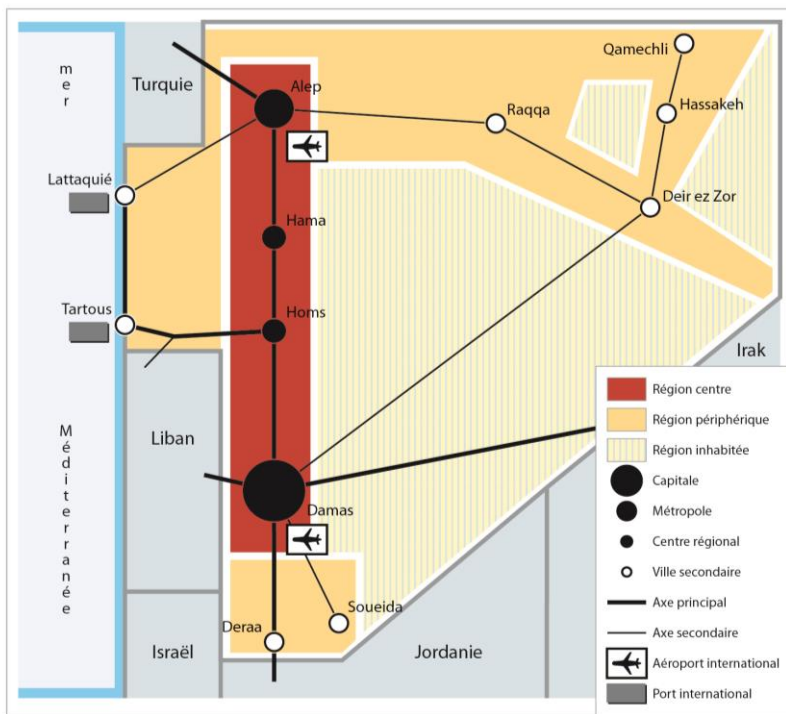 mer
Méditerranée
Turquie
Alep
Qamechli
Raqqa
Hassakeh
Lattaquié
Deir ez Zor
Hama
Tartous
Homs
Irak
Liban
Damas
Soueida
Deraa
Israël
Jordanie
Région centre
Région périphérique
Région inhabitée
Capitale
Métropole
Centre régional
Ville secondaire
Axe principal
Axe secondaire
Aéroport international
Port international